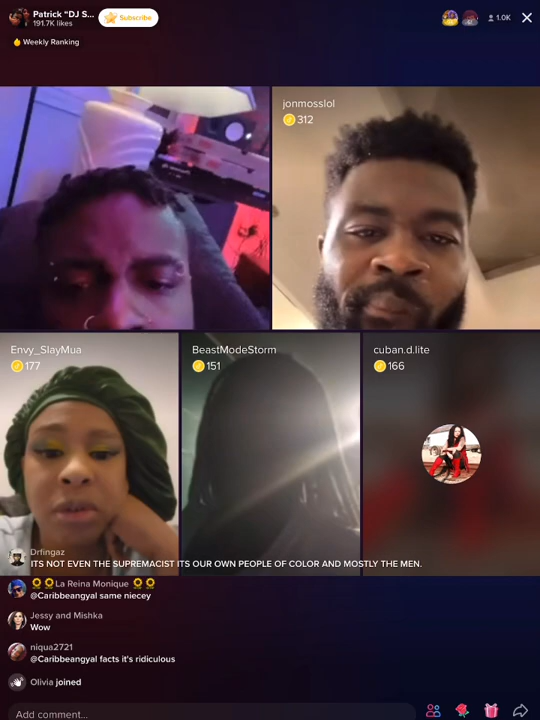 Patrick "DJ S...
191.7K likes
Subscribe
1.0K
Weekly Ranking
jonmosslol
312
Envy_SlayMua
177
BeastModeStorm
151
cuban.d.lite
166
Drfingaz
ITS NOT EVEN THE SUPREMACIST ITS OUR OWN PEOPLE OF COLOR AND MOSTLY THE MEN.
La Reina Monique
@Caribbeangyal same niecey
Jessy and Mishka
Wow
niqua2721
@Caribbeangyal facts it's ridiculous
Olivia joined
Add comment...